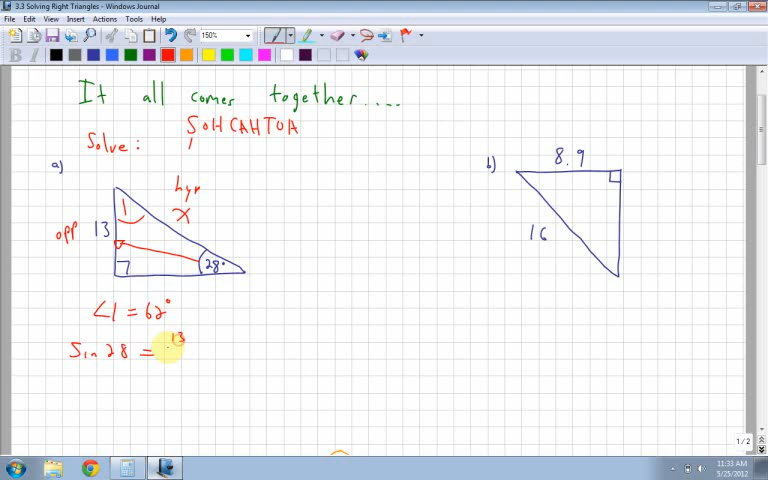 3.3 Solving Right Triangles - Windows Journal
File Edit View Insert Actions Tools Help
150%
B I
It all comes together....
Solve: SOHCAHTOA
a)
hyp
1 x
opp 13
28°
∠1 = 62°
Sin 28 = 13
b)
8.9
16
1 / 2
11:33 AM
5/25/2012